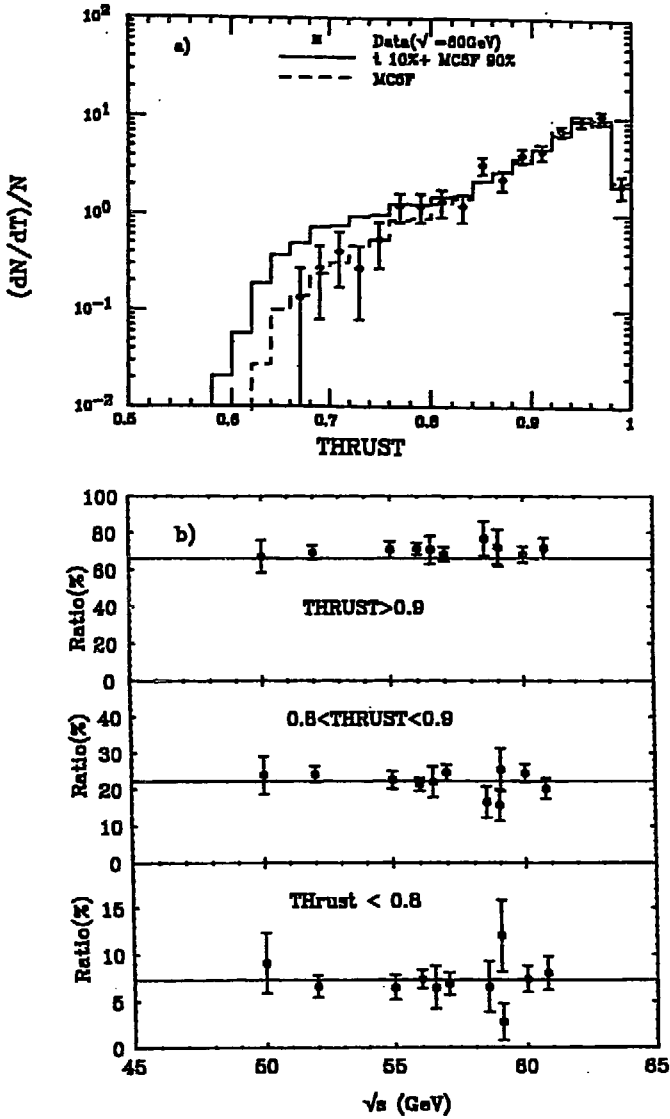 10²
a)
Data(√ =60GeV)
t 10%+ MC5F 90%
MC5F
10¹
10⁰
10⁻¹
10⁻²
(dN/dT)/N
0.5 0.6 0.7 0.8 0.9 1
THRUST
100
80
60
40
20
0
b)
Ratio(%)
THRUST>0.9
40
30
20
10
0
Ratio(%)
0.8<THRUST<0.9
15
10
5
0
Ratio(%)
THrust < 0.8
45 50 55 60 65
√s (GeV)